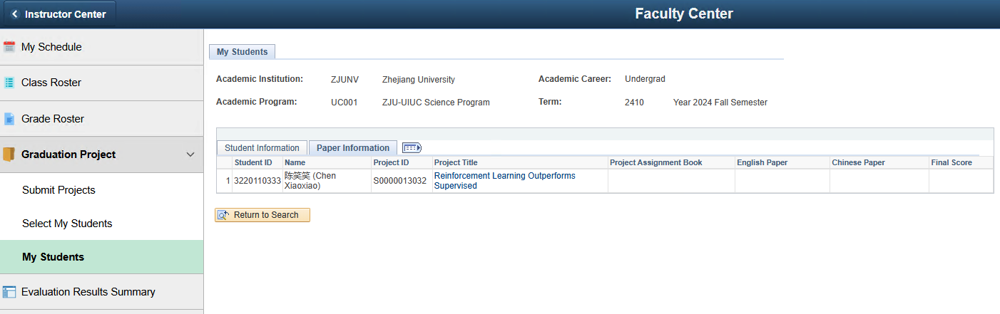 Instructor Center
Faculty Center
My Schedule
Class Roster
Grade Roster
Graduation Project
Submit Projects
Select My Students
My Students
Evaluation Results Summary
My Students
Academic Institution: ZJUNV Zhejiang University Academic Career: Undergrad
Academic Program: UC001 ZJU-UIUC Science Program Term: 2410 Year 2024 Fall Semester
Student Information Paper Information
Student ID Name Project ID Project Title Project Assignment Book English Paper Chinese Paper Final Score
1 3220110333 陈笑笑 (Chen Xiaoxiao) S0000013032 Reinforcement Learning Outperforms Supervised
Return to Search